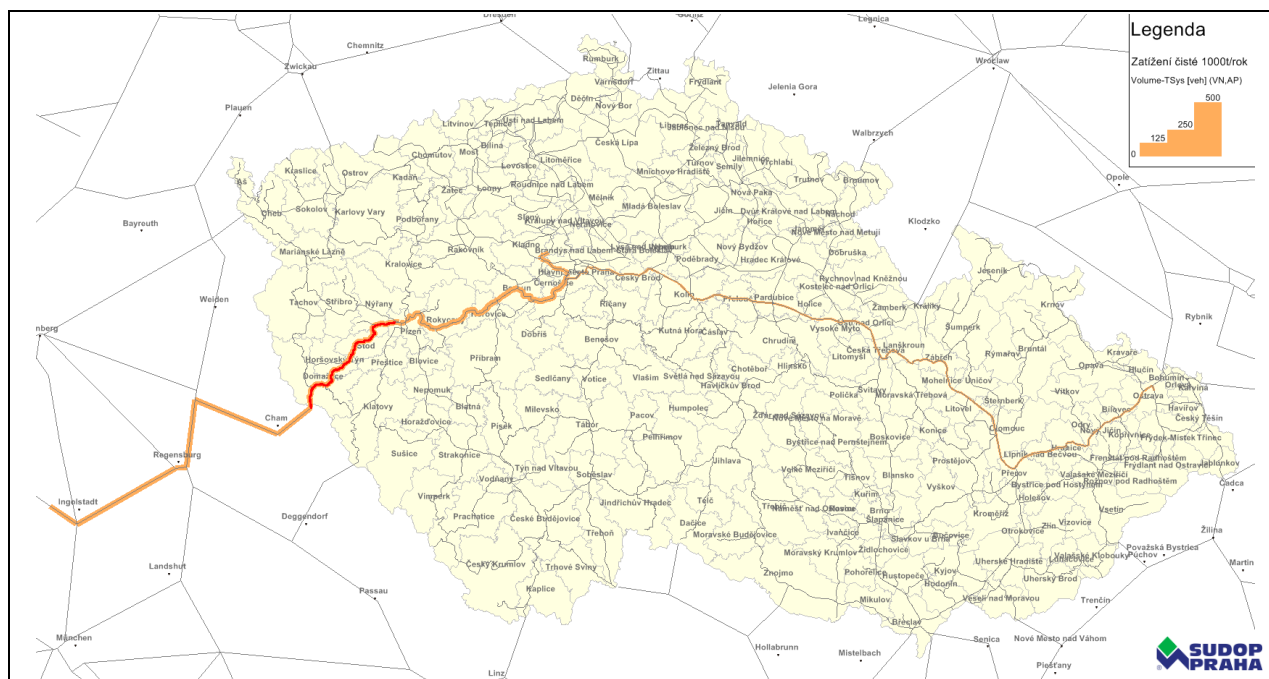 Legenda
Zatížení čisté 1000t/rok
Volume-TSys [veh] (VN,AP)
500
250
125
0
Dresden
Görlitz
Legnica
Chemnitz
Rumburk
Zwickau
Varnsdorf
Zittau
Frýdlant
Wroclaw
Děčín
Nový Bor
Jelenia Gora
Plauen
Litvínov
Teplice
Ústí nad Labem
Liberec
Tanvald
Jablonec nad Nisou
Walbrzych
Most
Bílina
Česká Lípa
Železný Brod
Chomutov
Lovosice
Litoměřice
Turnov
Jilemnice
Vrchlabí
Semily
Kraslice
Ostrov
Kadaň
Mnichovo Hradiště
Trutnov
Broumov
Opole
Aš
Žatec
Louny
Roudnice nad Labem
Nová Paka
Mělník
Cheb
Sokolov
Karlovy Vary
Podbořany
Slaný
Mladá Boleslav
Jičín
Dvůr Králové nad Labem
Náchod
Kralupy nad Vltavou
Hořice
Jaroměř
Klodzko
Bayreuth
Neratovice
Nové Město nad Metují
Mariánské Lázně
Rakovník
Kladno
Brandýs nad Labem
Nový Bydžov
Dobruška
Kralovice
Poděbrady
Hradec Králové
Hlavní město Praha
Jeseník
Český Brod
Rychnov nad Kněžnou
Tachov
Stříbro
Nýřany
Beroun
Černošice
Kostelec nad Orlicí
Weiden
Kolín
Přelouč
Pardubice
Holice
Žamberk
Králíky
Krnov
Říčany
Rybnik
Rokycany
Hořovice
Plzeň
Kutná Hora
Čáslav
Vysoké Mýto
Ústí nad Orlicí
Šumperk
Dobříš
Benešov
Chrudim
Lanškroun
Bruntál
Stod
Česká Třebová
Zábřeh
Rýmařov
Kravaře
Horšovský Týn
Přeštice
Blovice
Příbram
Litomyšl
Opava
Hlučín
Chotěboř
Hlinsko
Bohumín
Domažlice
Sedlčany
Votice
Vlašim
Světlá nad Sázavou
Mohelnice
Uničov
Orlová
Karviná
Nepomuk
Havlíčkův Brod
Svitavy
Vítkov
Ostrava
Polička
Moravská Třebová
Šternberk
Havířov
Klatovy
Blatná
Milevsko
Pacov
Humpolec
Litovel
Bílovec
Cham
Žďár nad Sázavou
Český Těšín
Horažďovice
Písek
Tábor
Nové Město na Moravě
Olomouc
Odry
Nový Jičín
Kopřivnice
Pelhřimov
Konice
Frýdek-Místek
Třinec
Bystřice nad Pernštejnem
Boskovice
Hranice
Sušice
Strakonice
Lipník nad Bečvou
Frenštát pod Radhoštěm
Regensburg
Jihlava
Prostějov
Týn nad Vltavou
Velké Meziříčí
Blansko
Přerov
Valašské Meziříčí
Frýdlant nad Ostravicí
Jablunkov
Vodňany
Soběslav
Tišnov
Bystřice pod Hostýnem
Rožnov pod Radhoštěm
Čadca
Vyškov
Holešov
Vimperk
Kuřim
Jindřichův Hradec
Telč
Třebíč
Náměšť nad Oslavou
Rosice
Brno
Kroměříž
Vsetín
Ingolstadt
Prachatice
České Budějovice
Šlapanice
Zlín
Vizovice
Deggendorf
Dačice
Ivančice
Slavkov u Brna
Bučovice
Otrokovice
Třeboň
Moravské Budějovice
Žilina
Židlochovice
Považská Bystrica
Moravský Krumlov
Uherské Hradiště
Luhačovice
Valašské Klobouky
Púchov
Martin
Landshut
Český Krumlov
Trhové Sviny
Znojmo
Pohořelice
Hustopeče
Kyjov
Uherský Brod
Hodonín
Kaplice
Veselí nad Moravou
Trenčín
Passau
Mikulov
Břeclav
München
Hollabrunn
Mistelbach
Senica
Nové Mesto nad Váhom
Linz
Piešťany
SUDOP
PRAHA
®